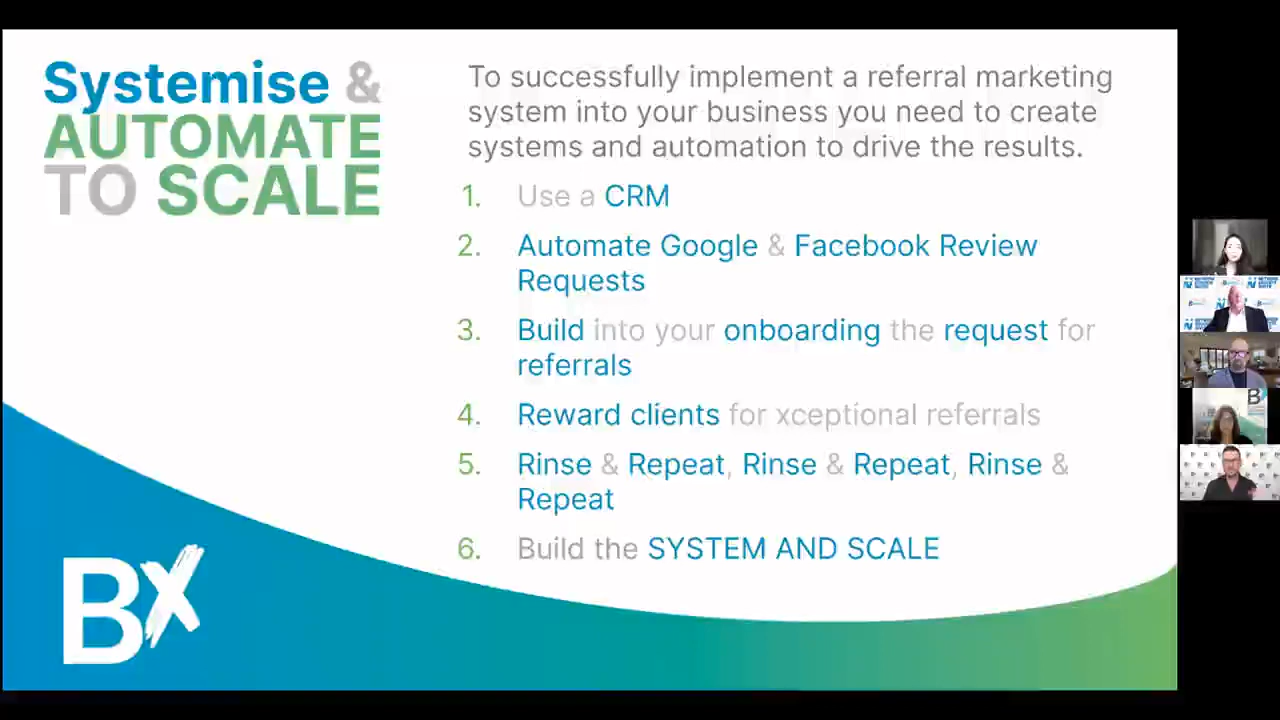 Systemise &
AUTOMATE
TO SCALE
To successfully implement a referral marketing
system into your business you need to create
systems and automation to drive the results.
1. Use a CRM
2. Automate Google & Facebook Review
Requests
3. Build into your onboarding the request for
referrals
4. Reward clients for xceptional referrals
5. Rinse & Repeat, Rinse & Repeat, Rinse &
Repeat
6. Build the SYSTEM AND SCALE
Bx